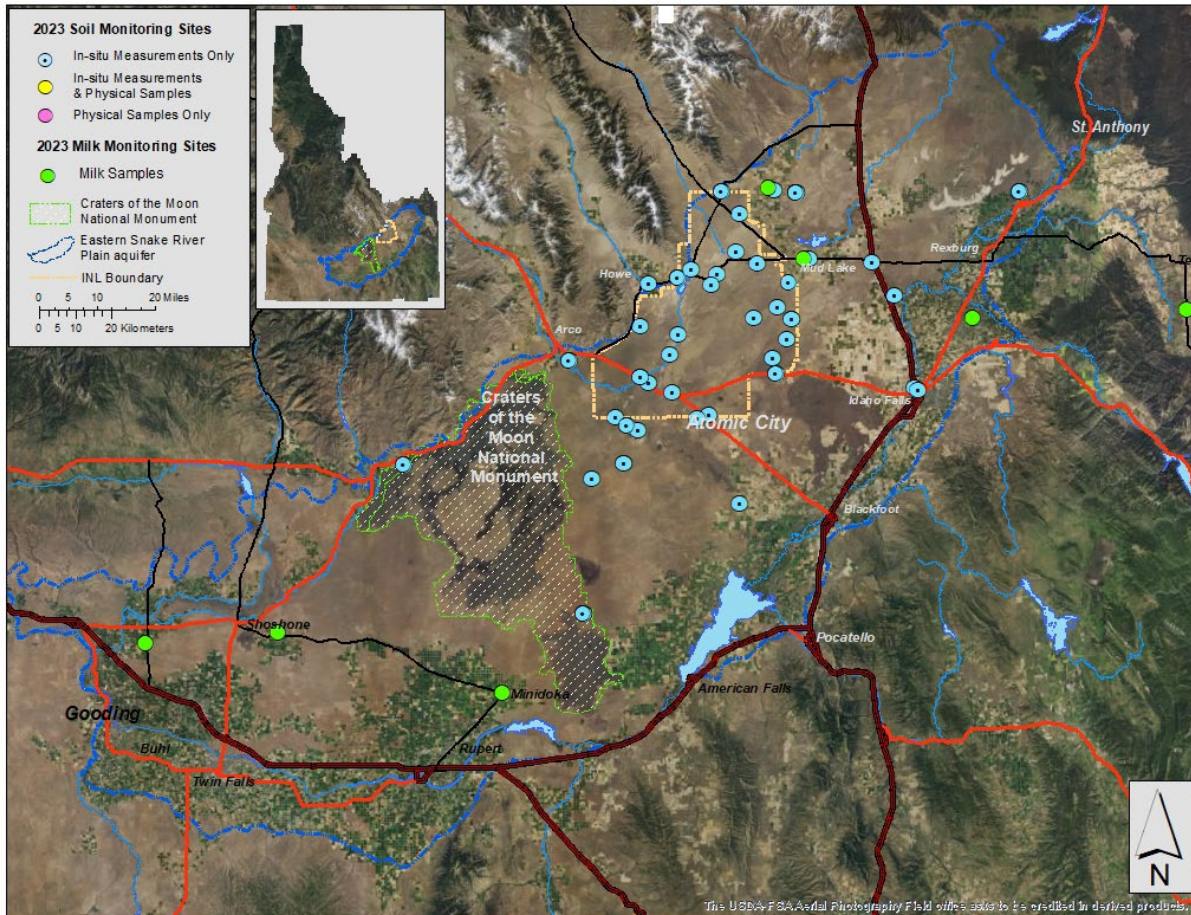 2023 Soil Monitoring Sites
In-situ Measurements Only
In-situ Measurements
& Physical Samples
Physical Samples Only
2023 Milk Monitoring Sites
Milk Samples
Craters of the Moon
National Monument
Eastern Snake River
Plain aquifer
INL Boundary
0 5 10 20 Miles
0 5 10 20 Kilometers
St. Anthony
Rexburg
Te
Howe
Mud Lake
Arco
Idaho Falls
Craters
of the
Moon
National
Monument
Atomic City
Blackfoot
Shoshone
Pocatello
American Falls
Minidoka
Gooding
Buhl
Rupert
Twin Falls
N
The USDA-FSA Aerial Photography Field office asks to be credited in derived products.